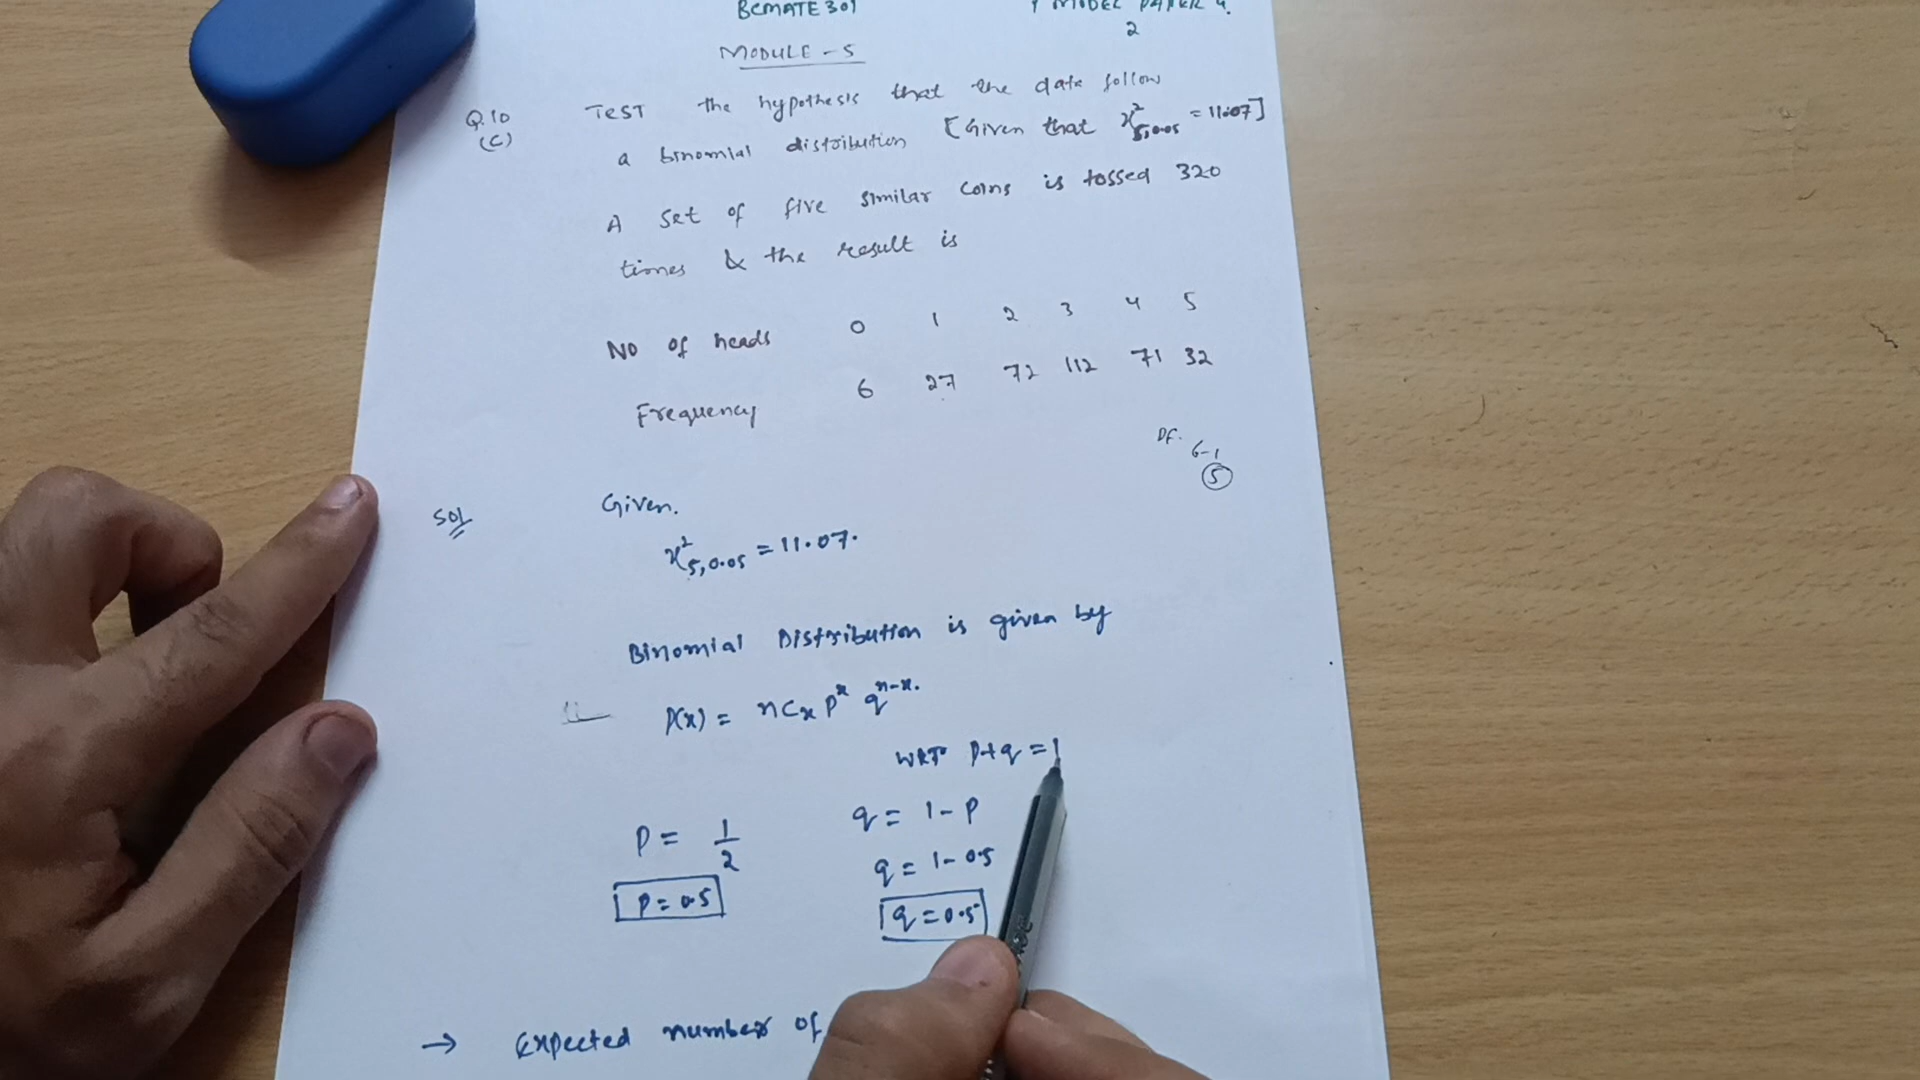 BCMATE301
MODEL PAPER
2
MODULE - 5
Q.10 (C) TEST the hypothesis that the data follow
a binomial distribution [Given that χ²5,0.05 = 11.07]
A set of five similar coins is tossed 320
times & the result is
No of heads 0 1 2 3 4 5
Frequency 6 27 72 112 71 32
DF. 6-1
5
Sol Given.
χ²5,0.05 = 11.07.
Binomial Distribution is given by
P(x) = nCx p^x q^n-x.
WKT p+q = 1
P = 1/2
q = 1 - P
q = 1 - 0.5
P = 0.5
q = 0.5
→ Expected number of